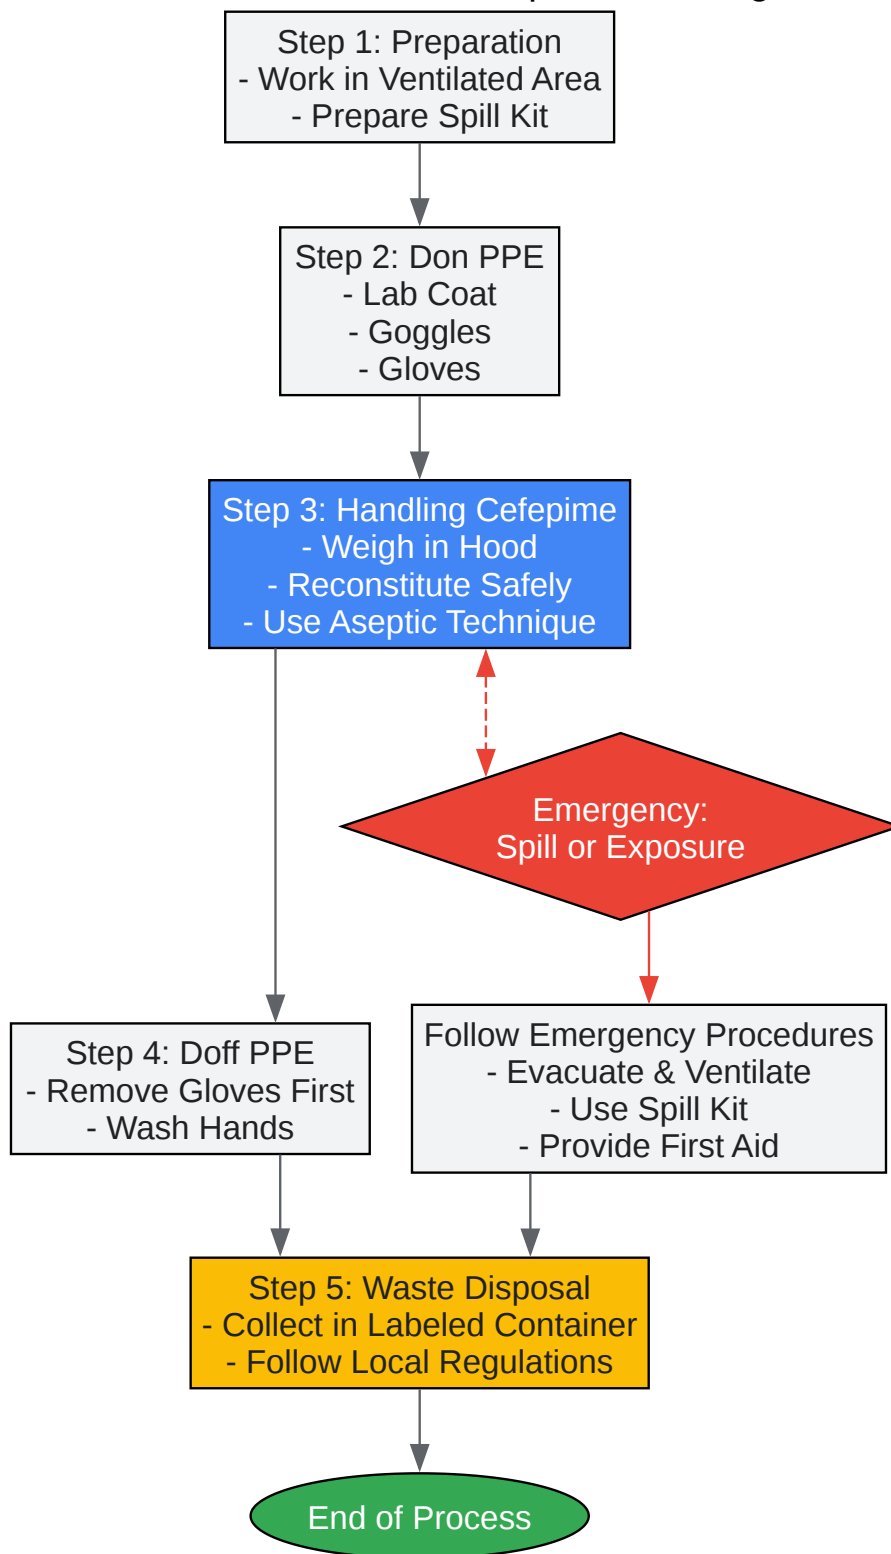 Step 1: Preparation
- Work in Ventilated Area
- Prepare Spill Kit
Step 2: Don PPE
- Lab Coat
- Goggles
- Gloves
Step 3: Handling Cefepime
- Weigh in Hood
- Reconstitute Safely
- Use Aseptic Technique
Emergency:
Spill or Exposure
Step 4: Doff PPE
- Remove Gloves First
- Wash Hands
Follow Emergency Procedures
- Evacuate & Ventilate
- Use Spill Kit
- Provide First Aid
Step 5: Waste Disposal
- Collect in Labeled Container
- Follow Local Regulations
End of Process